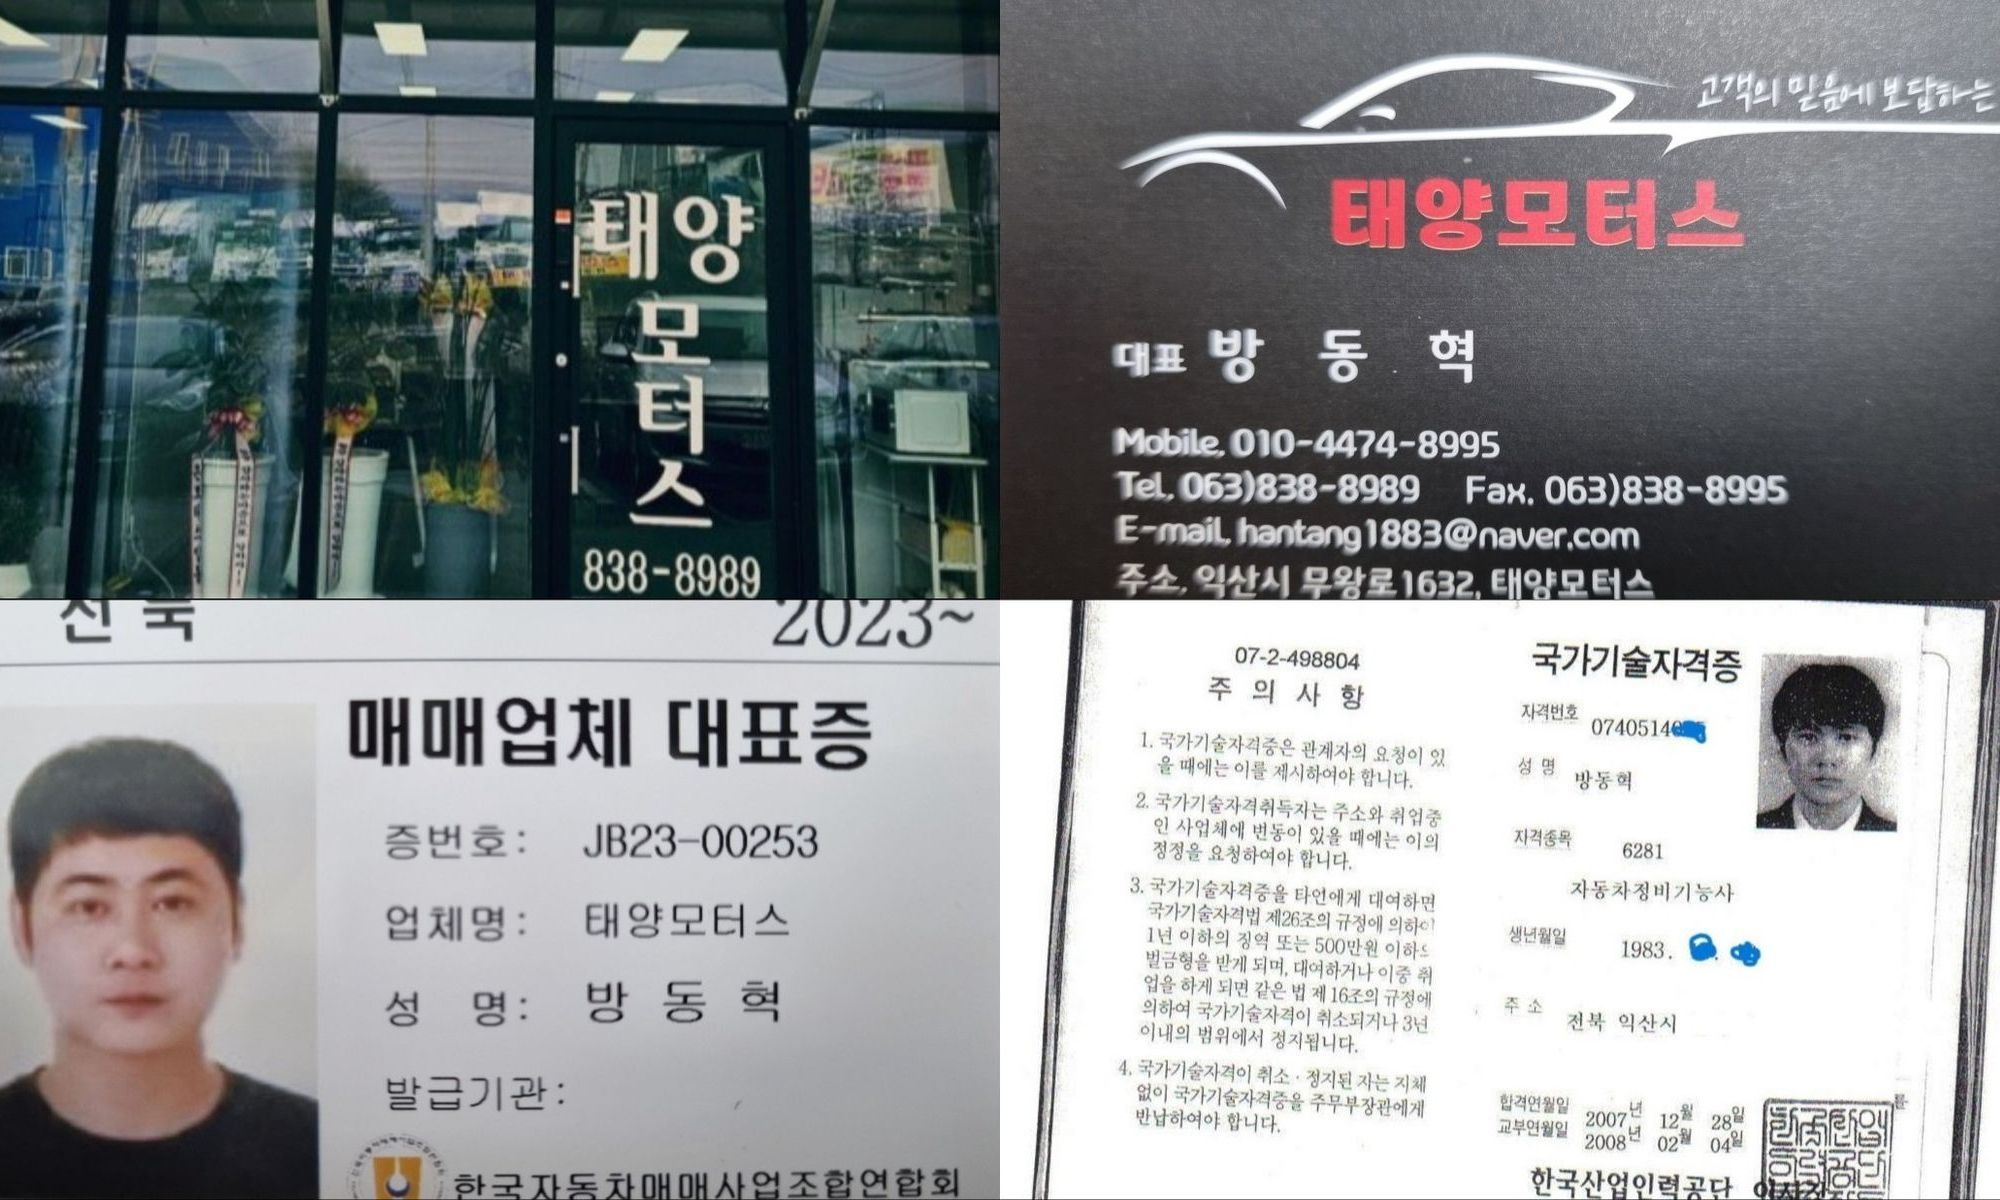 태양
모
터
스
838-8989
고객의 믿음에 보답하는
태양모터스
대표 방 동 혁
Mobile. 010-4474-8995
Tel. 063)838-8989 Fax. 063)838-8995
E-mail. hantang1883@naver.com
주소. 익산시 무왕로1632, 태양모터스
2023~
매매업체 대표증
증번호: JB23-00253
업체명: 태양모터스
성 명: 방 동 혁
발급기관:
한국자동차매매사업조합연합회
07-2-498804
주 의 사 항
1. 국가기술자격증은 관계자의 요청이 있
을 때에는 이를 제시하여야 합니다.
2. 국가기술자격취득자는 주소와 취업중
인 사업체에 변동이 있을 때에는 이의
정정을 요청하여야 합니다.
3. 국가기술자격증을 타인에게 대여하면
국가기술자격법 제26조의 규정에 의하여
1년 이하의 징역 또는 500만원 이하의
벌금형을 받게 되며, 대여하거나 이중 취
업을 하게 되면 같은 법 제16조의 규정에
의하여 국가기술자격이 취소되거나 3년
이내의 범위에서 정지됩니다.
4. 국가기술자격이 취소·정지된 자는 지체
없이 국가기술자격증을 주무부장관에게
반납하여야 합니다.
국가기술자격증
자격번호 0740514
성 명 방동혁
자격종목 6281
자동차정비기능사
생년월일 1983.
주 소 전북 익산시
합격연월일 2007년 12월 28일
교부연월일 2008년 02월 04일
한국산업인력공단